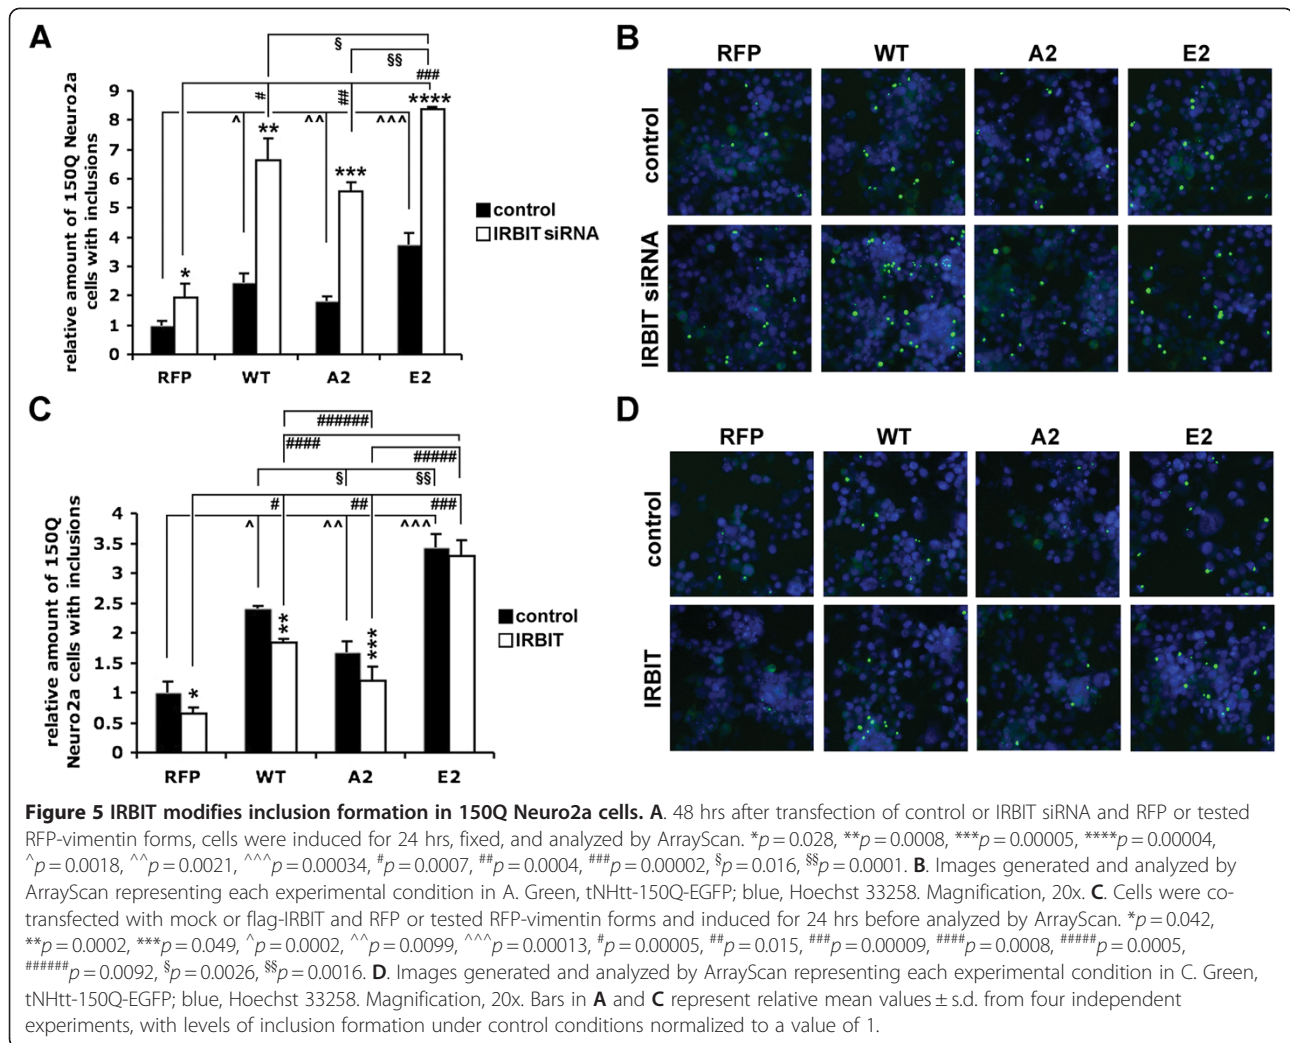 A
§
§§
###
#
##
^
^^
^^^
*
**
***
****
relative amount of 150Q Neuro2a
cells with inclusions
9
8
7
6
5
4
3
2
1
0
RFP WT A2 E2
control
IRBIT siRNA
B
RFP WT A2 E2
control
IRBIT siRNA
C
######
####
#####
§
§§
#
##
###
^
^^
^^^
*
**
***
relative amount of 150Q
Neuro2a cells with inclusions
4
3.5
3
2.5
2
1.5
1
0.5
0
RFP WT A2 E2
control
IRBIT
D
RFP WT A2 E2
control
IRBIT
Figure 5 IRBIT modifies inclusion formation in 150Q Neuro2a cells. A. 48 hrs after transfection of control or IRBIT siRNA and RFP or tested
RFP-vimentin forms, cells were induced for 24 hrs, fixed, and analyzed by ArrayScan. *p = 0.028, **p = 0.0008, ***p = 0.00005, ****p = 0.00004,
^p = 0.0018, ^^p = 0.0021, ^^^p = 0.00034, #p = 0.0007, ##p = 0.0004, ###p = 0.00002, §p = 0.016, §§p = 0.0001. B. Images generated and analyzed by
ArrayScan representing each experimental condition in A. Green, tNHtt-150Q-EGFP; blue, Hoechst 33258. Magnification, 20x. C. Cells were co-
transfected with mock or flag-IRBIT and RFP or tested RFP-vimentin forms and induced for 24 hrs before analyzed by ArrayScan. *p = 0.042,
**p = 0.0002, ***p = 0.049, ^p = 0.0002, ^^p = 0.0099, ^^^p = 0.00013, #p = 0.00005, ##p = 0.015, ###p = 0.00009, ####p = 0.0008, #####p = 0.0005,
######p = 0.0092, §p = 0.0026, §§p = 0.0016. D. Images generated and analyzed by ArrayScan representing each experimental condition in C. Green,
tNHtt-150Q-EGFP; blue, Hoechst 33258. Magnification, 20x. Bars in A and C represent relative mean values ± s.d. from four independent
experiments, with levels of inclusion formation under control conditions normalized to a value of 1.